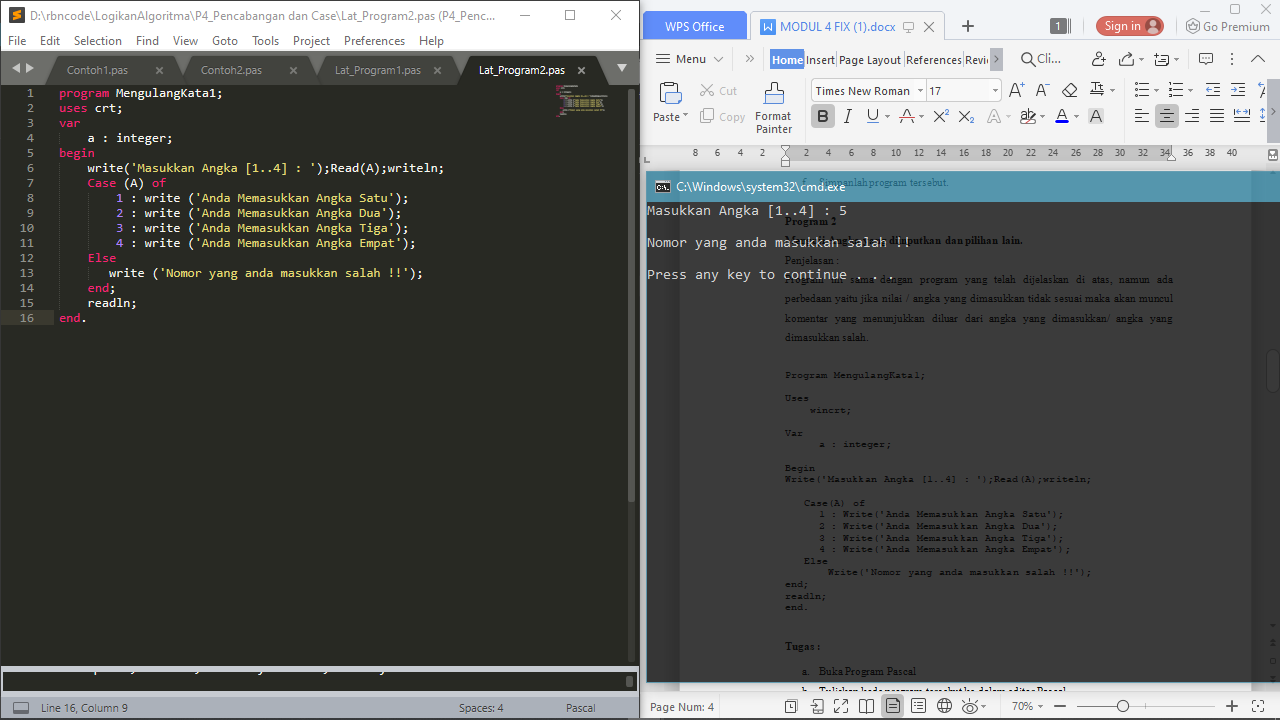 D:\rbncode\LogikanAlgoritma\P4_Pencabangan dan Case\Lat_Program2.pas (P4_Penc...
File Edit Selection Find View Goto Tools Project Preferences Help
Contoh1.pas Contoh2.pas Lat_Program1.pas Lat_Program2.pas
1 program MengulangKata1;
2 uses crt;
3 var
4 a : integer;
5 begin
6 write('Masukkan Angka [1..4] : ');Read(A);writeln;
7 Case (A) of
8 1 : write ('Anda Memasukkan Angka Satu');
9 2 : write ('Anda Memasukkan Angka Dua');
10 3 : write ('Anda Memasukkan Angka Tiga');
11 4 : write ('Anda Memasukkan Angka Empat');
12 Else
13 write ('Nomor yang anda masukkan salah !!');
14 end;
15 readln;
16 end.
Line 16, Column 9 Spaces: 4 Pascal
WPS Office MODUL 4 FIX (1).docx 1 Sign in Go Premium
Menu Home Insert Page Layout References Revi Cli...
Paste Cut Copy Format Painter Times New Roman 17
B I U A X² X₂ A ab A A
8 6 4 2 2 4 6 8 10 12 14 16 18 20 22 24 26 28 30 32 34 36 38 40
Simpanlah program tersebut.
C:\Windows\system32\cmd.exe
Masukkan Angka [1..4] : 5
Program 2
Nomor yang anda masukkan salah !!
dan pilihan lain.
Penjelasan :
Press any key to continue . . .
Program ini sama dengan program yang telah dijelaskan di atas, namun ada
perbedaan yaitu jika nilai / angka yang dimasukkan tidak sesuai maka akan muncul
komentar yang menunjukkan diluar dari angka yang dimasukkan/ angka yang
dimasukkan salah.
Program MengulangKata1;
Uses
wincrt;
Var
a : integer;
Begin
Write('Masukkan Angka [1..4] : ');Read(A);writeln;
Case(A) of
1 : Write('Anda Memasukkan Angka Satu');
2 : Write('Anda Memasukkan Angka Dua');
3 : Write('Anda Memasukkan Angka Tiga');
4 : Write('Anda Memasukkan Angka Empat');
Else
Write('Nomor yang anda masukkan salah !!');
end;
readln;
end.
Tugas :
a. Buka Program Pascal
b. Tuliskan kode program tersebut ke dalam editor Pascal
Page Num: 4 70%